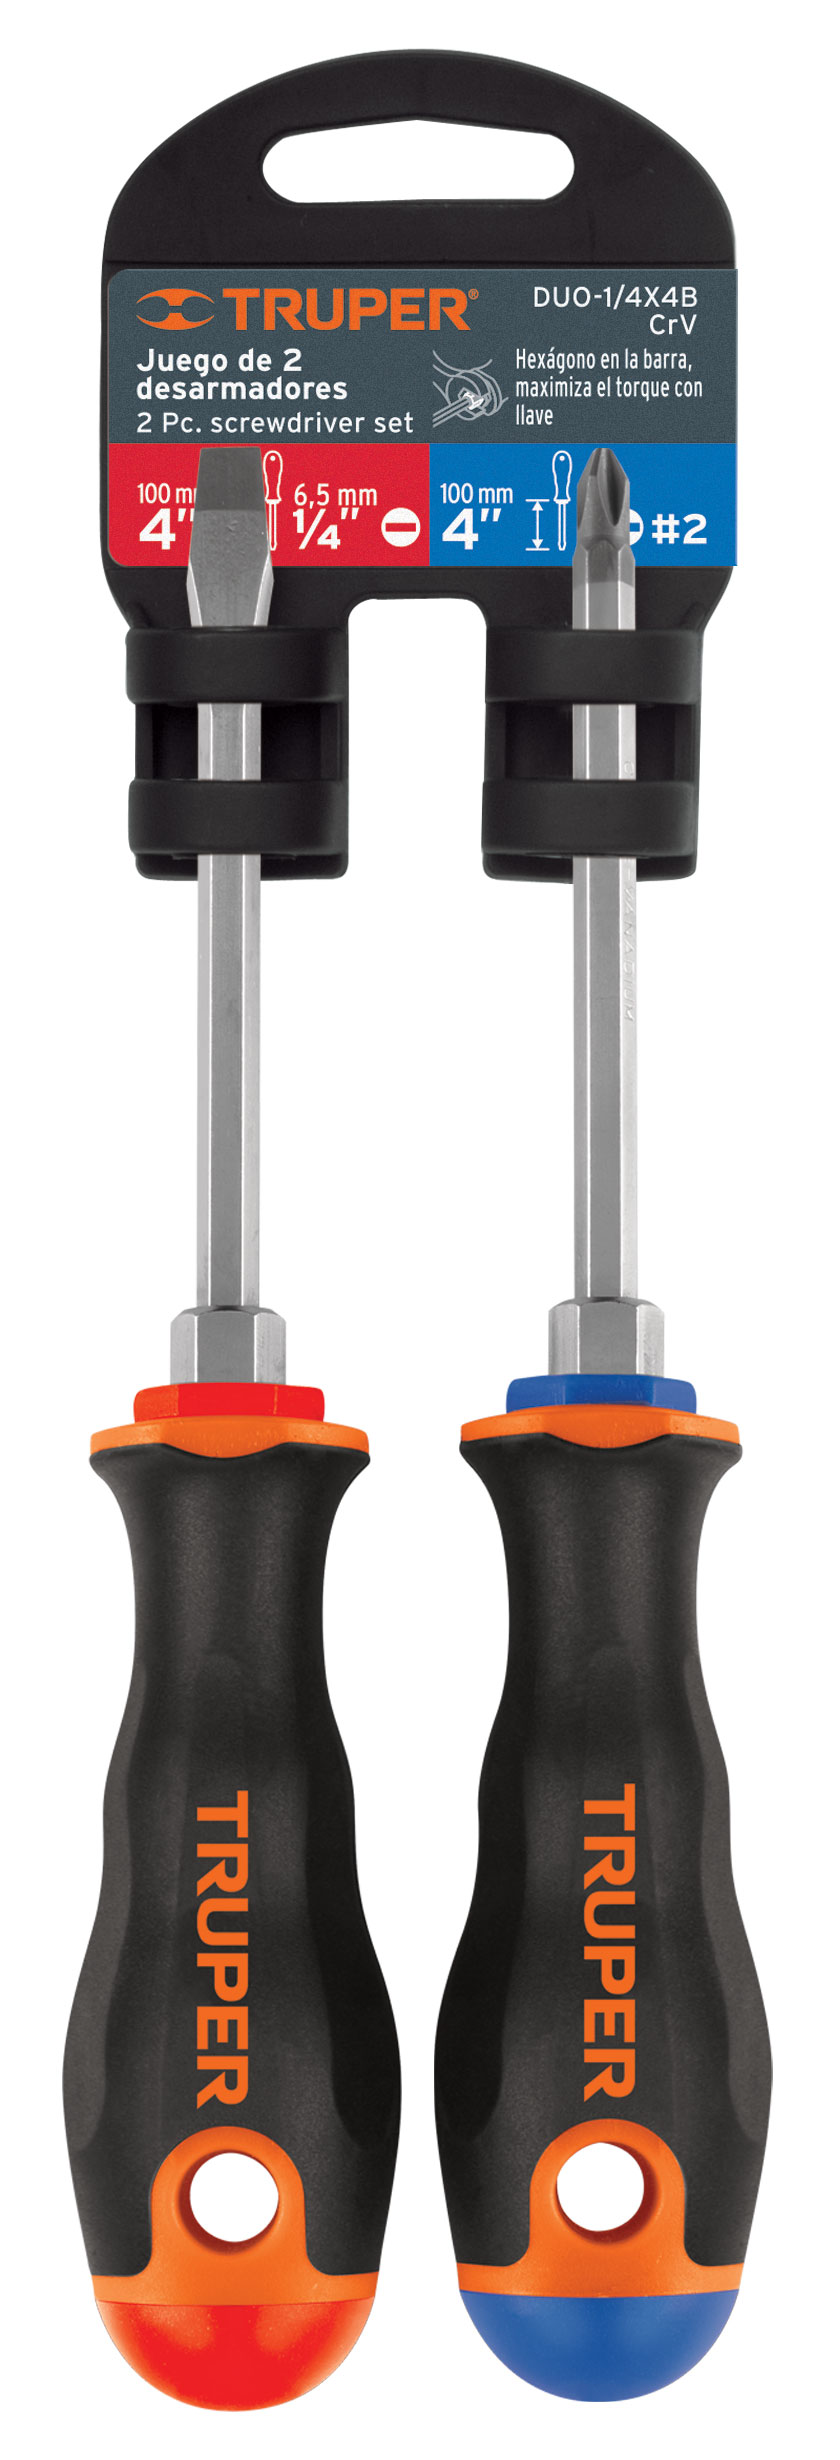 TRUPER®
DUO-1/4X4B
CrV
Juego de 2
desarmadores
2 Pc. screwdriver set
Hexágono en la barra,
maximiza el torque con
llave
100 m
4"
6,5 mm
1/4"
100 mm
4"
#2
VANADIUM
TRUPER
TRUPER